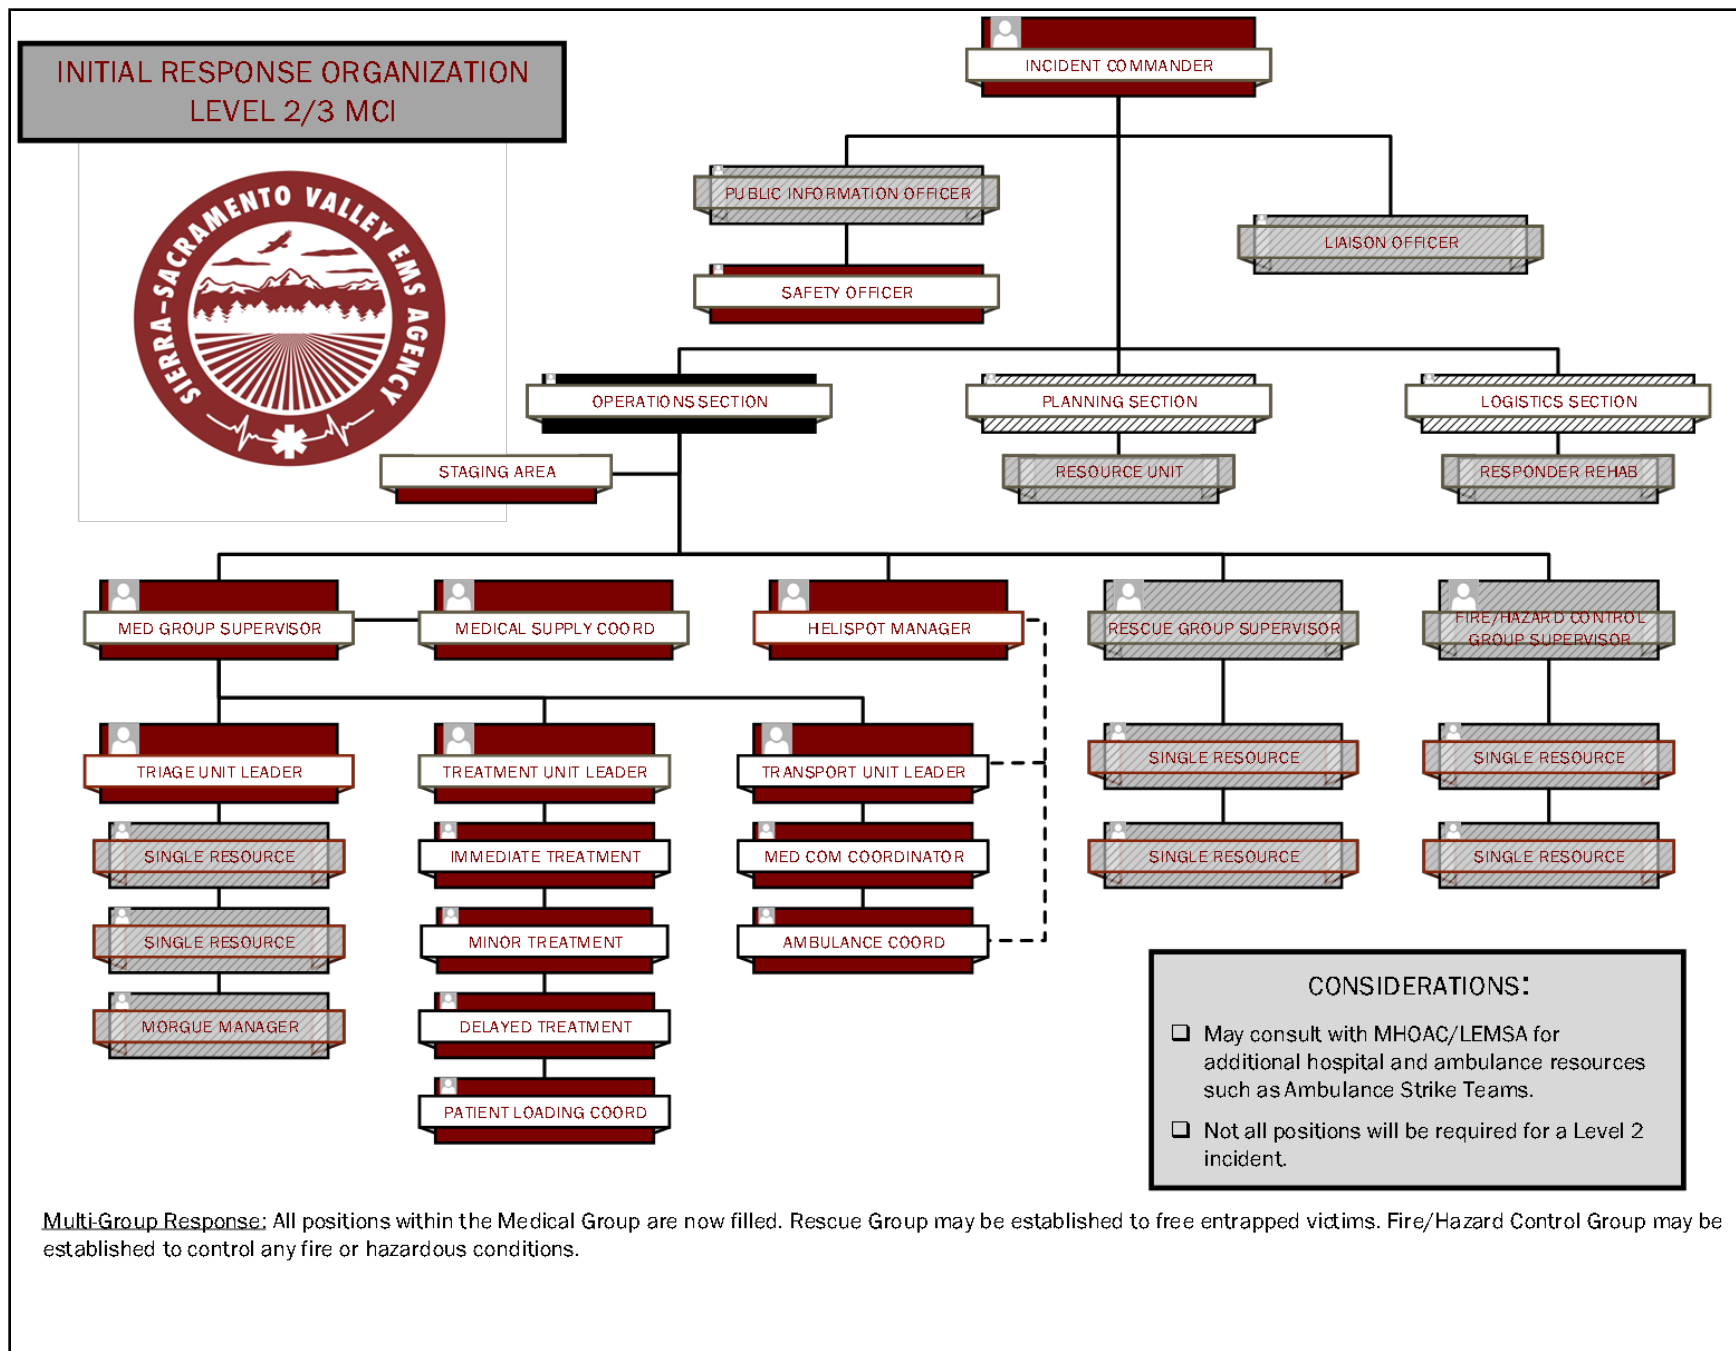 INITIAL RESPONSE ORGANIZATION
LEVEL 2/3 MCI
INCIDENT COMMANDER
PUBLIC INFORMATION OFFICER
LIAISON OFFICER
SAFETY OFFICER
SIERRA-SACRAMENTO VALLEY EMS AGENCY
OPERATIONS SECTION
PLANNING SECTION
LOGISTICS SECTION
STAGING AREA
RESOURCE UNIT
RESPONDER REHAB
MED GROUP SUPERVISOR
MEDICAL SUPPLY COORD
HELISPOT MANAGER
RESCUE GROUP SUPERVISOR
FIRE/HAZARD CONTROL
GROUP SUPERVISOR
TRIAGE UNIT LEADER
TREATMENT UNIT LEADER
TRANSPORT UNIT LEADER
SINGLE RESOURCE
SINGLE RESOURCE
SINGLE RESOURCE
IMMEDIATE TREATMENT
MED COM COORDINATOR
SINGLE RESOURCE
SINGLE RESOURCE
SINGLE RESOURCE
MINOR TREATMENT
AMBULANCE COORD
MORGUE MANAGER
DELAYED TREATMENT
PATIENT LOADING COORD
CONSIDERATIONS:
May consult with MHOAC/LEMSA for
additional hospital and ambulance resources
such as Ambulance Strike Teams.
Not all positions will be required for a Level 2
incident.
Multi-Group Response: All positions within the Medical Group are now filled. Rescue Group may be established to free entrapped victims. Fire/Hazard Control Group may be
established to control any fire or hazardous conditions.